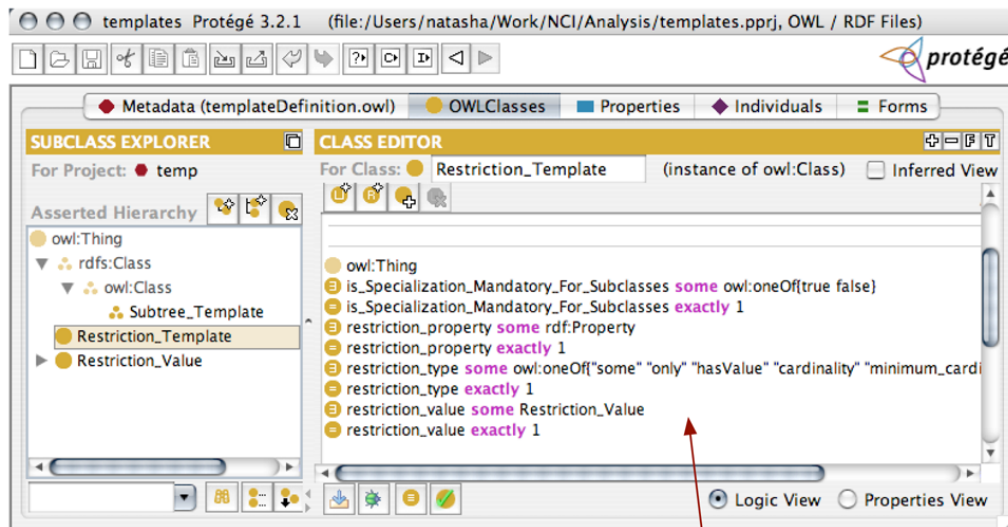 templates Protégé 3.2.1 (file:/Users/natasha/Work/NCI/Analysis/templates.pprj, OWL / RDF Files)
protégé
Metadata (templateDefinition.owl) OWLClasses Properties Individuals Forms
SUBCLASS EXPLORER
For Project: temp
Asserted Hierarchy
owl:Thing
rdfs:Class
owl:Class
Subtree_Template
Restriction_Template
Restriction_Value
CLASS EDITOR
For Class: Restriction_Template (instance of owl:Class) Inferred View
owl:Thing
is_Specialization_Mandatory_For_Subclasses some owl:oneOf{true false}
is_Specialization_Mandatory_For_Subclasses exactly 1
restriction_property some rdf:Property
restriction_property exactly 1
restriction_type some owl:oneOf{"some" "only" "hasValue" "cardinality" "minimum_cardi
restriction_type exactly 1
restriction_value some Restriction_Value
restriction_value exactly 1
Logic View Properties View